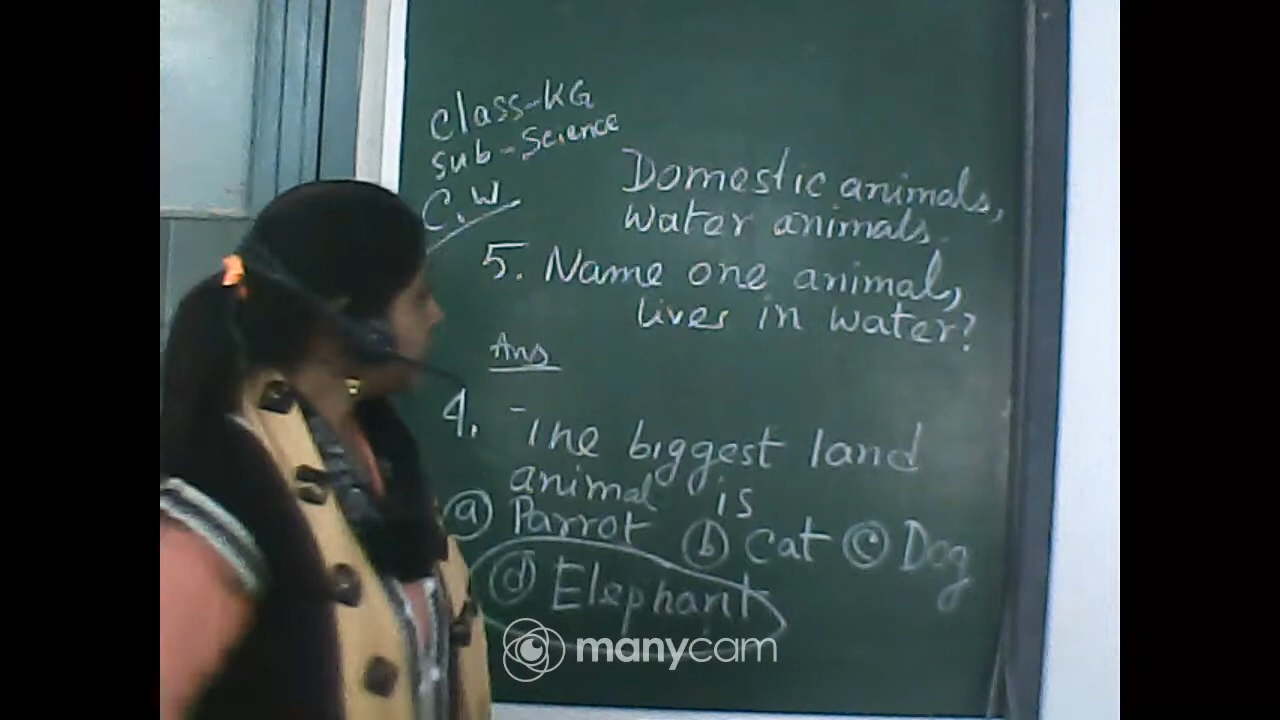 Class-KG
Sub-Science
C.W
Domestic animals,
water animals.
5. Name one animal,
lives in water?
Ans
4. The biggest land
animal is
a Parrot b Cat c Dog
d Elephant
manycam